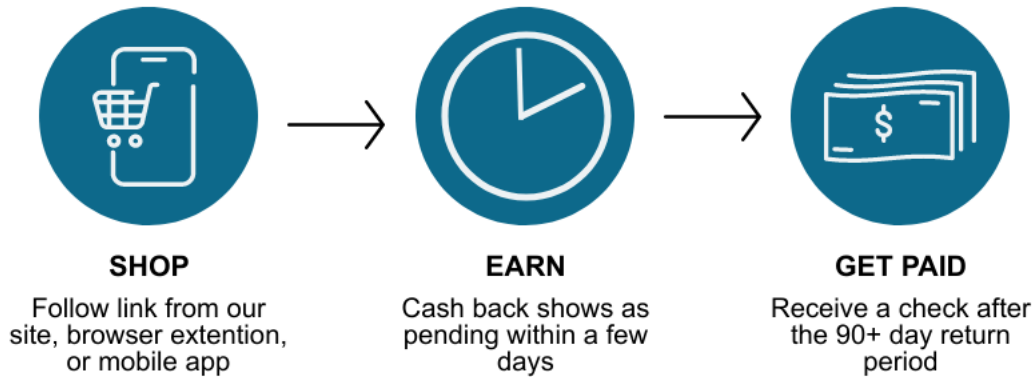 $
SHOP
Follow link from our
site, browser extention,
or mobile app
EARN
Cash back shows as
pending within a few
days
GET PAID
Receive a check after
the 90+ day return
period